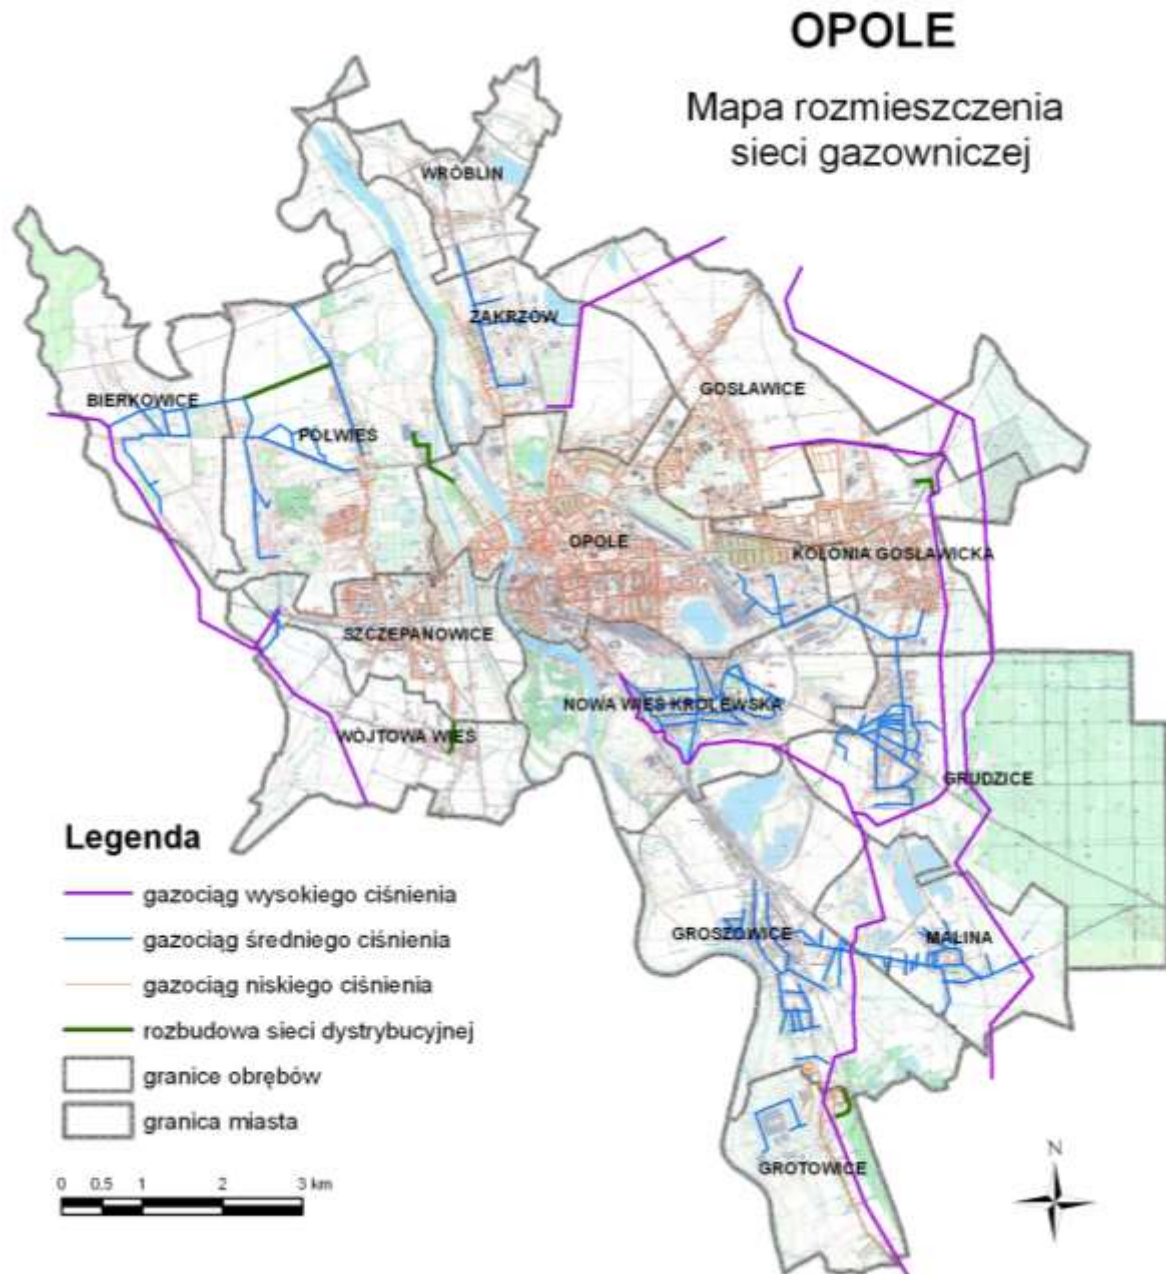 OPOLE
Mapa rozmieszczenia
sieci gazowniczej
WRÓBLIN
ZAKRZÓW
GOSŁAWICE
BIERKOWICE
PÓŁWIEŚ
OPOLE
KOLONIA GOSŁAWICKA
SZCZEPANOWICE
NOWA WIEŚ KRÓLEWSKA
WÓJTOWA WIEŚ
GRUDZICE
GROSZOWICE
MALINA
GROTOWICE
Legenda
gazociąg wysokiego ciśnienia
gazociąg średniego ciśnienia
gazociąg niskiego ciśnienia
rozbudowa sieci dystrybucyjnej
granice obrębów
granica miasta
0 0.5 1 2 3 km
N